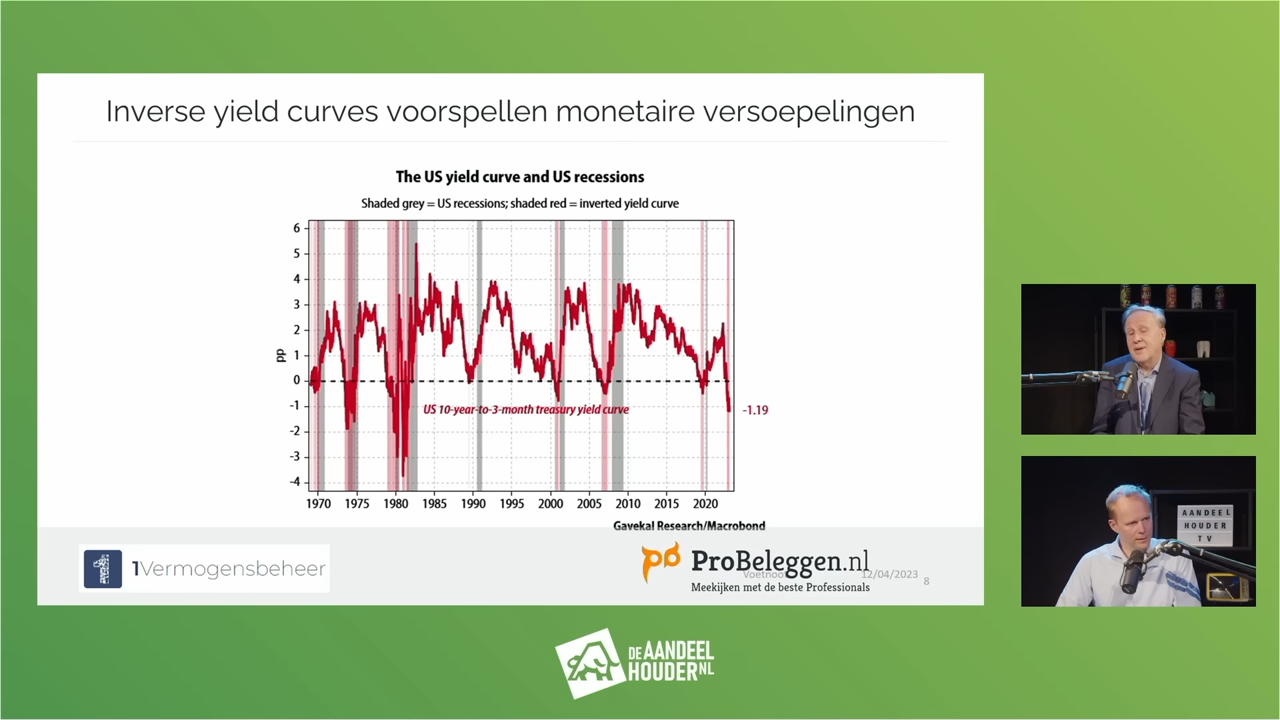 Inverse yield curves voorspellen monetaire versoepelingen
The US yield curve and US recessions
Shaded grey = US recessions; shaded red = inverted yield curve
6
5
4
3
2
1
0
-1
-2
-3
-4
pp
US 10-year-to-3-month treasury yield curve
-1.19
1970 1975 1980 1985 1990 1995 2000 2005 2010 2015 2020
Gavekal Research/Macrobond
1Vermogensbeheer
ProBeleggen.nl
Voetnoo 12/04/2023
8
Meekijken met de beste Professionals
AANDEEL
HOUDER
TV
DE AANDEEL
HOUDER NL